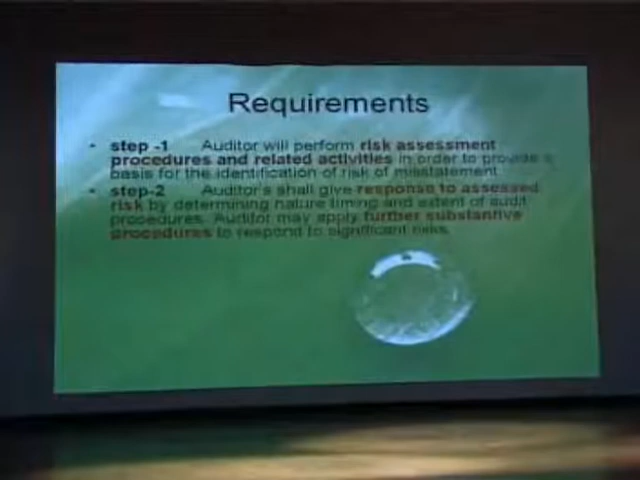 Requirements
• step -1 Auditor will perform risk assessment
procedures and related activities in order to provide a
basis for the identification of risk of misstatement
• step-2 Auditor's shall give response to assessed
risk by determining nature timing and extent of audit
procedures. Auditor may apply further substantive
procedures to respond to significant risks.